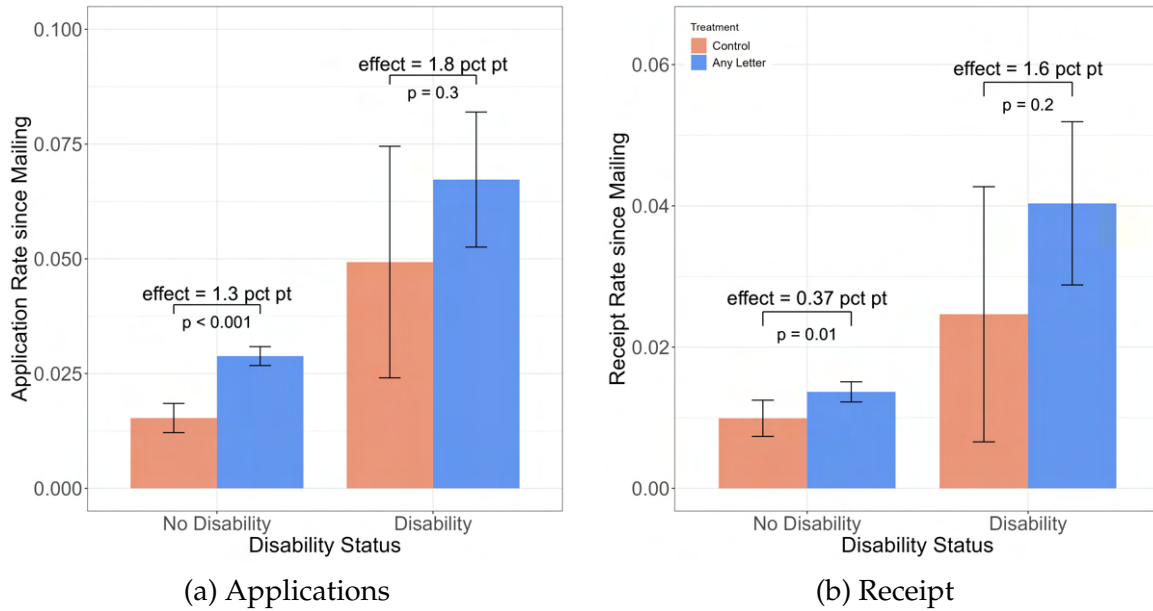 Application Rate since Mailing
0.100
0.075
0.050
0.025
0.000
effect = 1.8 pct pt
p = 0.3
effect = 1.3 pct pt
p < 0.001
No Disability
Disability
Disability Status
(a) Applications
Receipt Rate since Mailing
0.06
0.04
0.02
0.00
Treatment
Control
Any Letter
effect = 1.6 pct pt
p = 0.2
effect = 0.37 pct pt
p = 0.01
No Disability
Disability
Disability Status
(b) Receipt